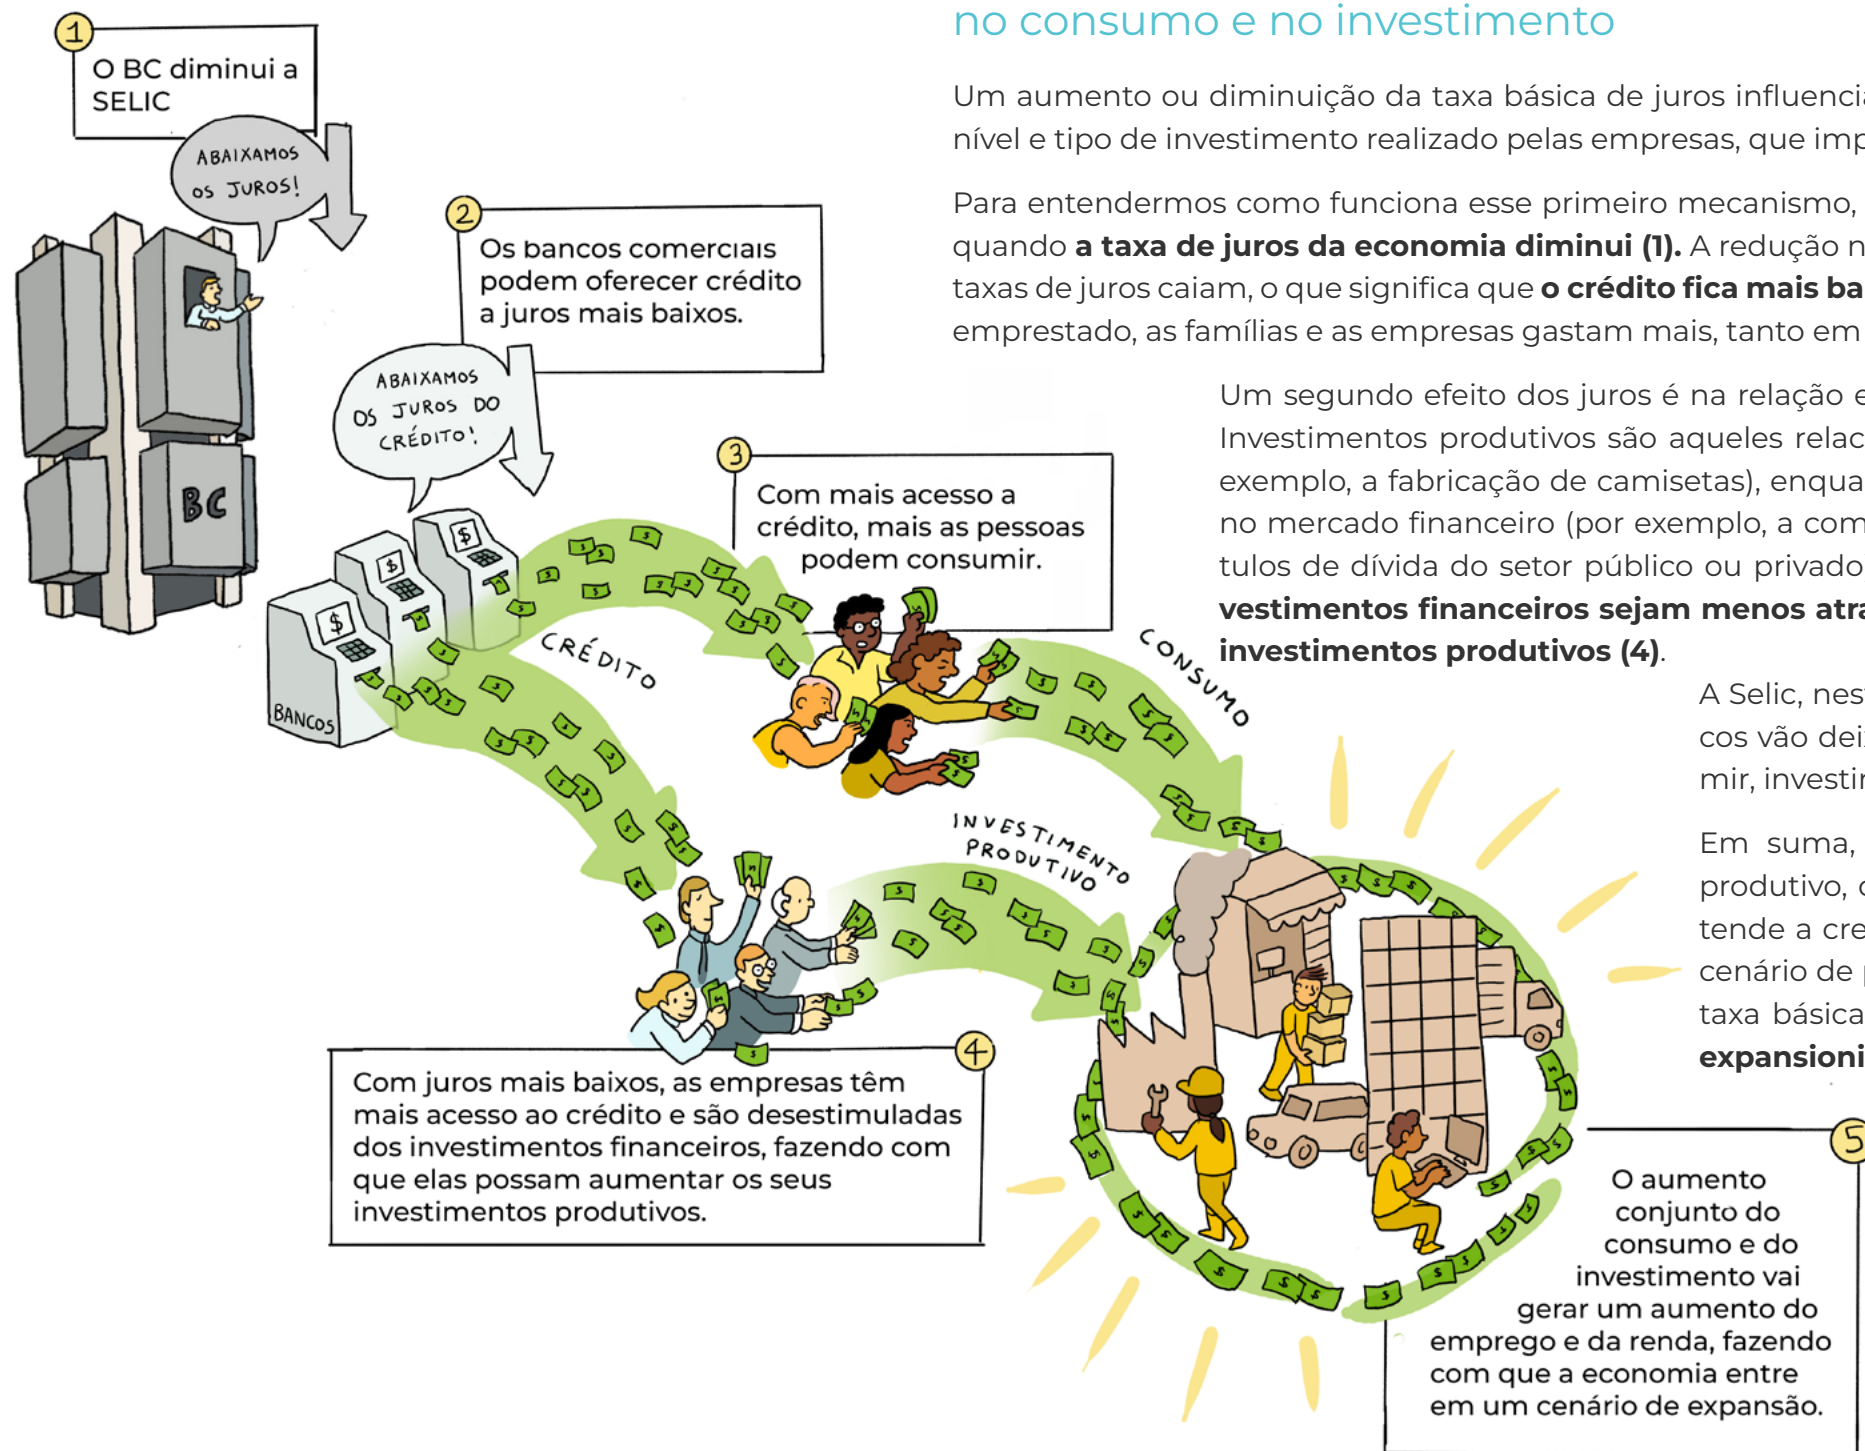 no consumo e no investimento
1
O BC diminui a
SELIC
ABAIXAMOS
OS JUROS!
BC
Um aumento ou diminuição da taxa básica de juros influencia
nível e tipo de investimento realizado pelas empresas, que imp
Para entendermos como funciona esse primeiro mecanismo,
quando a taxa de juros da economia diminui (1). A redução n
taxas de juros caiam, o que significa que o crédito fica mais ba
emprestado, as famílias e as empresas gastam mais, tanto em
2
Os bancos comerciais
podem oferecer crédito
a juros mais baixos.
ABAIXAMOS
OS JUROS DO
CRÉDITO!
BANCOS
CRÉDITO
Um segundo efeito dos juros é na relação e
Investimentos produtivos são aqueles relac
exemplo, a fabricação de camisetas), enqua
no mercado financeiro (por exemplo, a com
tulos de dívida do setor público ou privado
vestimentos financeiros sejam menos atra
investimentos produtivos (4).
3
Com mais acesso a
crédito, mais as pessoas
podem consumir.
CONSUMO
A Selic, nest
cos vão deix
mir, investir
Em suma,
produtivo, c
tende a cre
cenário de p
taxa básica
expansioni
INVESTIMENTO
PRODUTIVO
4
Com juros mais baixos, as empresas têm
mais acesso ao crédito e são desestimuladas
dos investimentos financeiros, fazendo com
que elas possam aumentar os seus
investimentos produtivos.
5
O aumento
conjunto do
consumo e do
investimento vai
gerar um aumento do
emprego e da renda, fazendo
com que a economia entre
em um cenário de expansão.